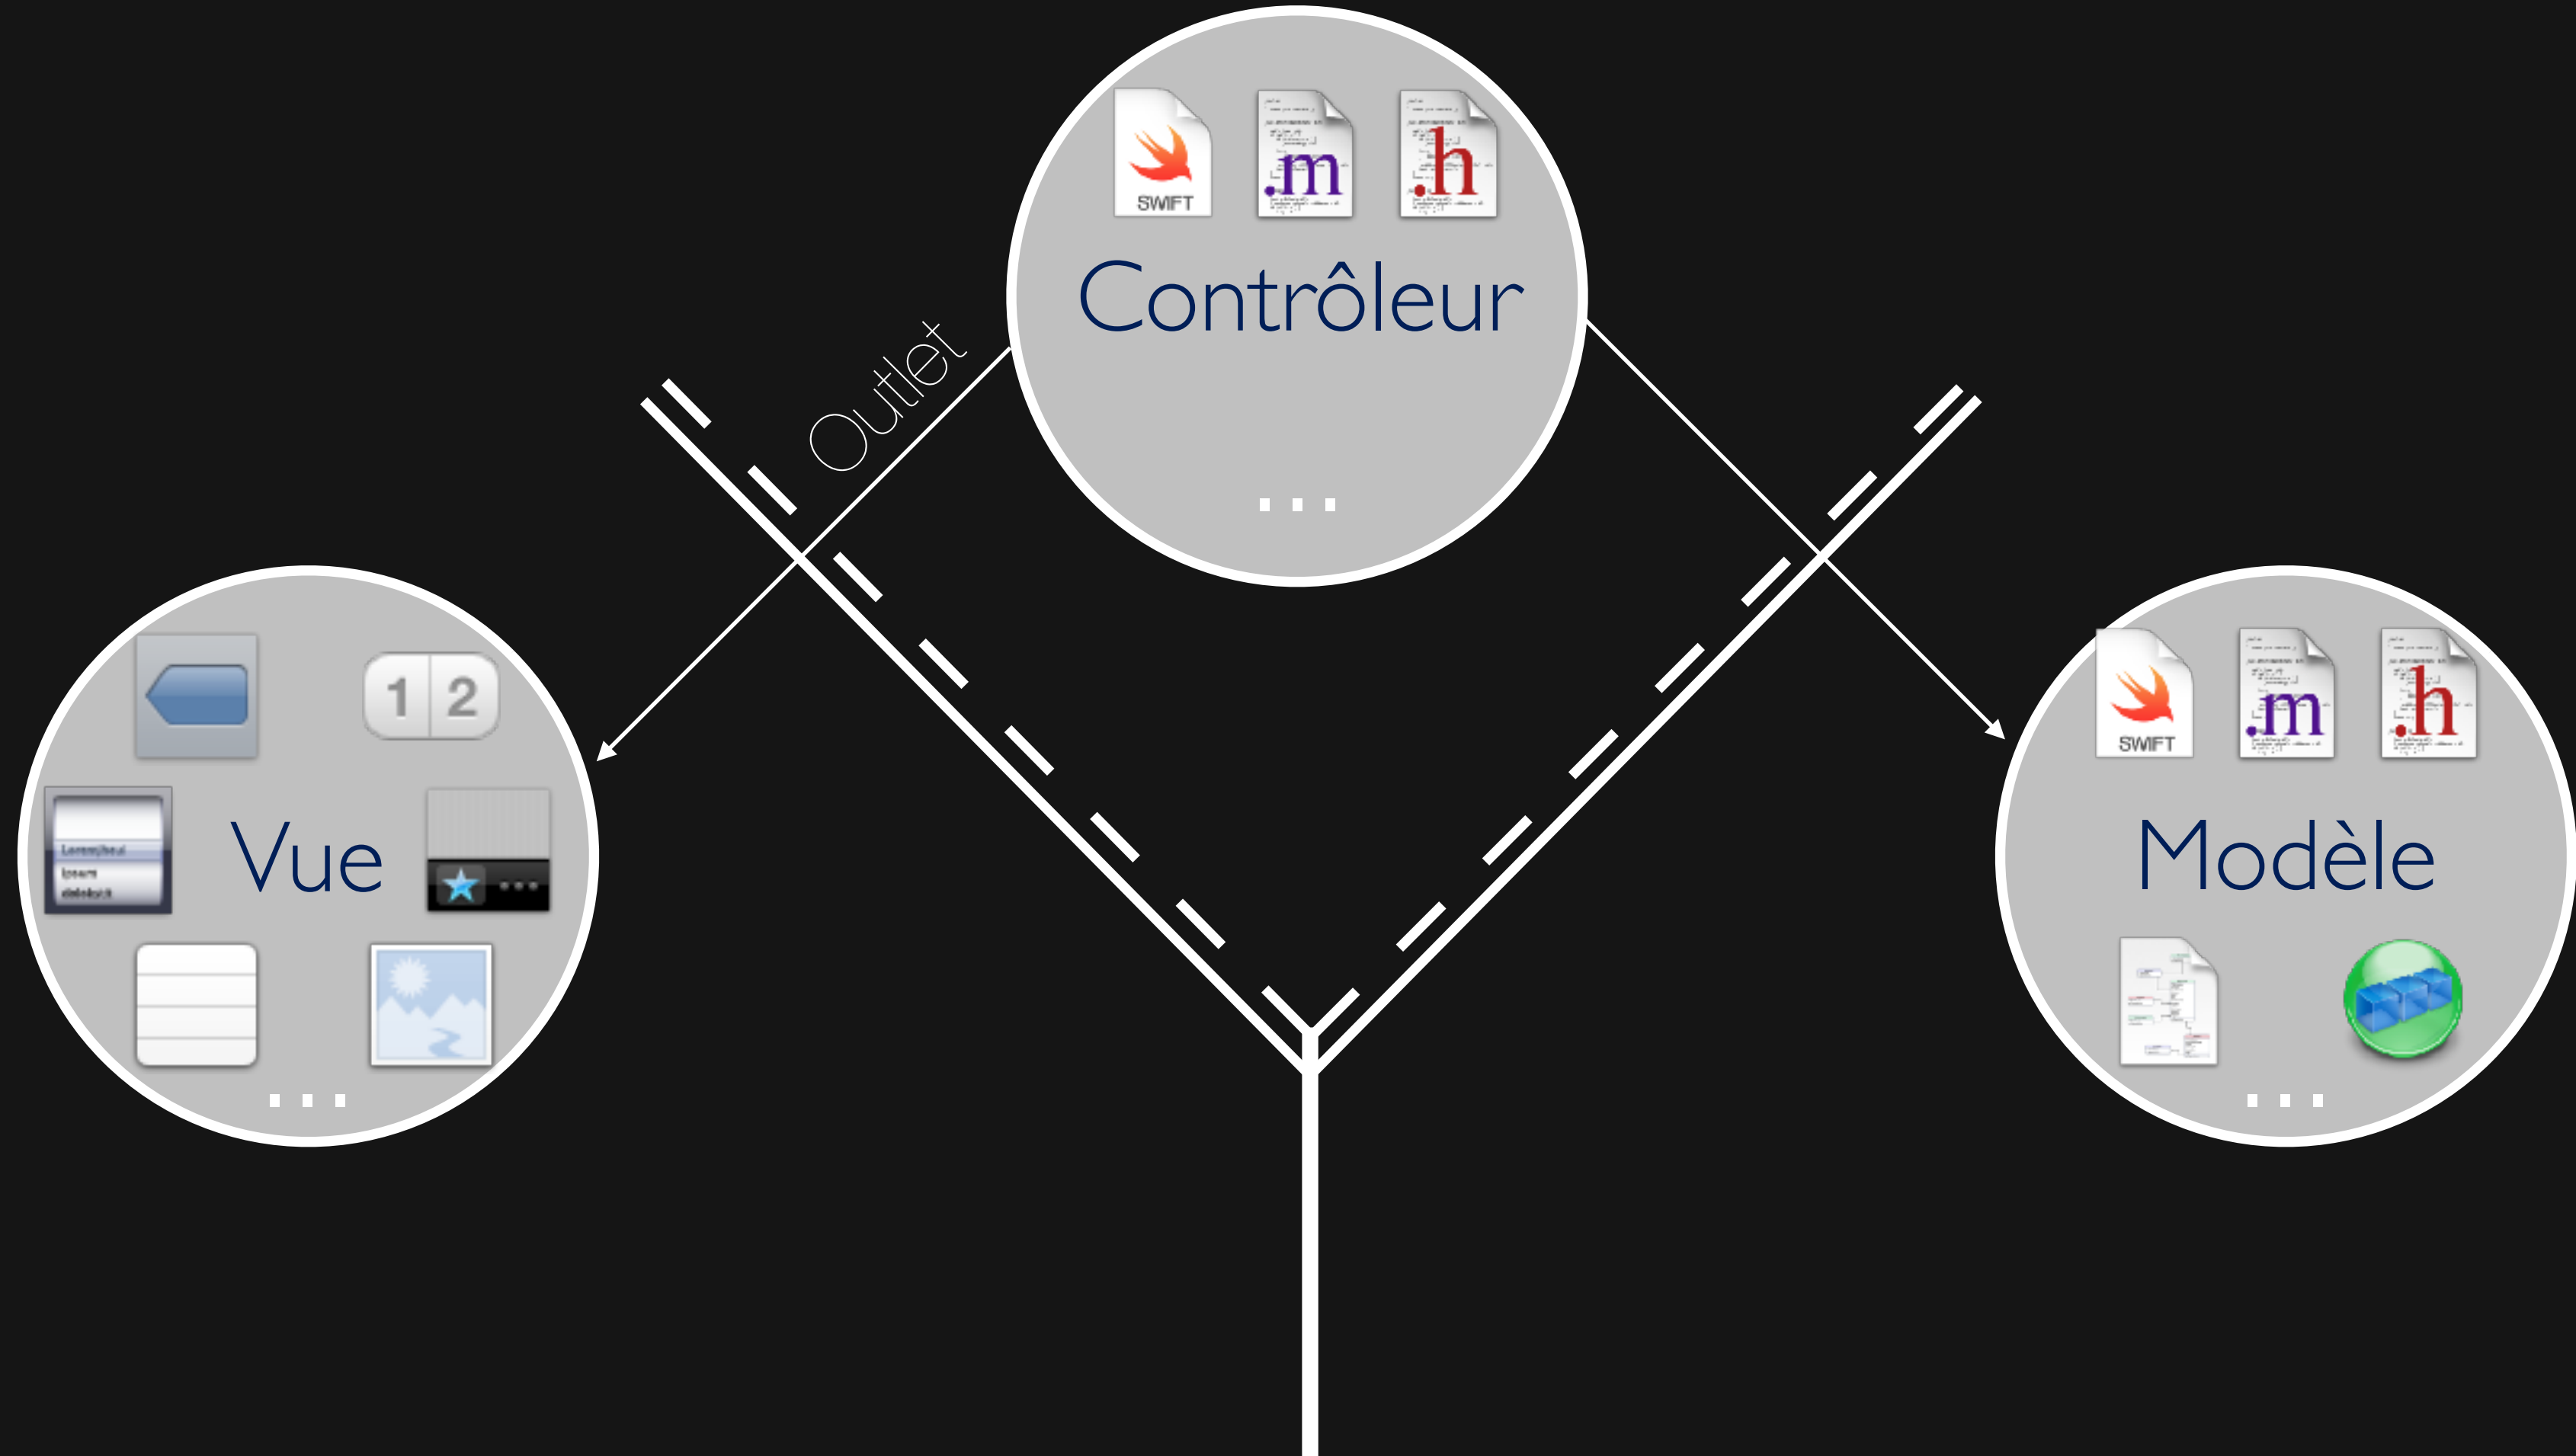 SWIFT .m .h
Contrôleur
...
Outlet
1 2
Vue
...
SWIFT .m .h
Modèle
...